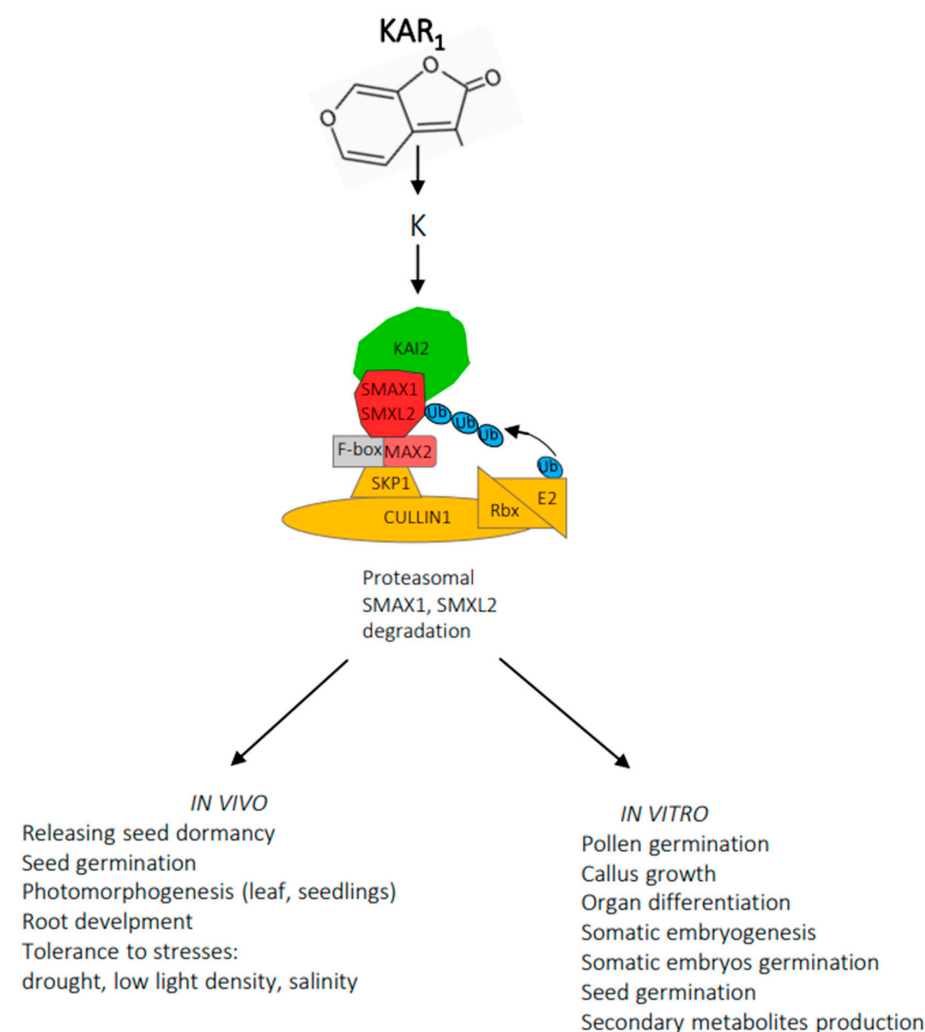 KAR₁
O
O
O
K
KAI2
SMAX1
SMXL2
Ub
Ub
Ub
Ub
F-box
MAX2
SKP1
E2
Rbx
CULLIN1
Proteasomal
SMAX1, SMXL2
degradation
IN VIVO
Releasing seed dormancy
Seed germination
Photomorphogenesis (leaf, seedlings)
Root develpment
Tolerance to stresses:
drought, low light density, salinity
IN VITRO
Pollen germination
Callus growth
Organ differentiation
Somatic embryogenesis
Somatic embryos germination
Seed germination
Secondary metabolites production